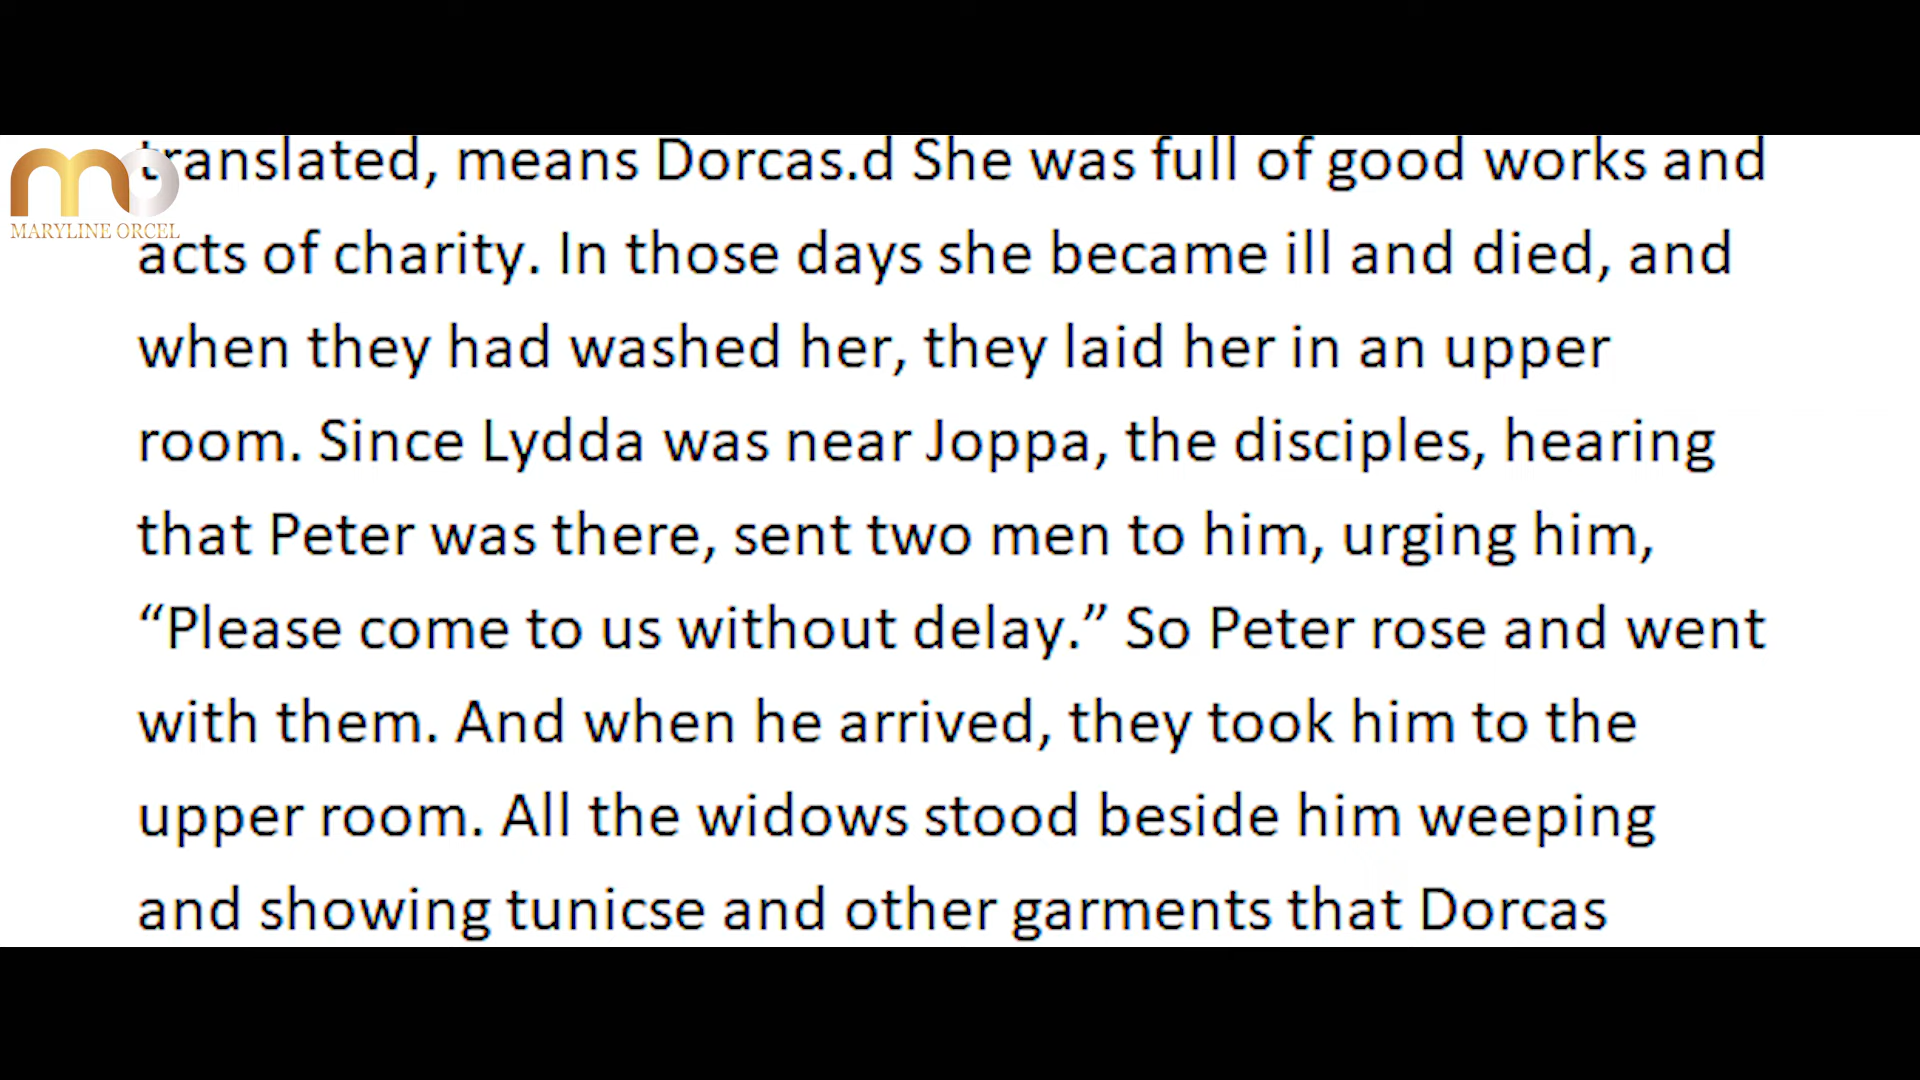 translated, means Dorcas.d She was full of good works and
MARYLINE ORCEL
acts of charity. In those days she became ill and died, and
when they had washed her, they laid her in an upper
room. Since Lydda was near Joppa, the disciples, hearing
that Peter was there, sent two men to him, urging him,
“Please come to us without delay.” So Peter rose and went
with them. And when he arrived, they took him to the
upper room. All the widows stood beside him weeping
and showing tunicse and other garments that Dorcas